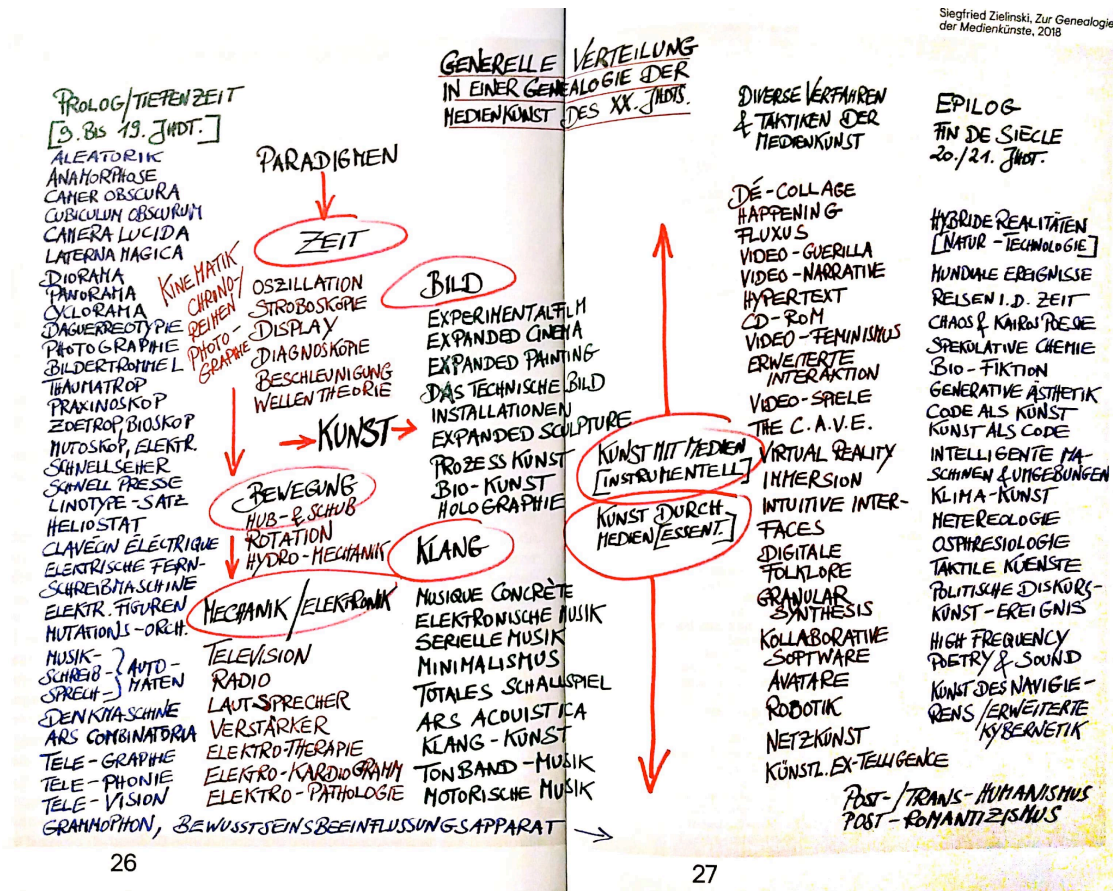 Siegfried Zielinski, Zur Genealogie
der Medienkünste, 2018
GENERELLE VERTEILUNG
IN EINER GENEALOGIE DER
MEDIENKUNST DES XX. JHDTS.
PROLOG/TIEFENZEIT
[9. BIS 19. JHDT.]
ALEATORIK
ANAMORPHOSE
CAMER OBSCURA
CUBICULUM OBSCURUM
CAMERA LUCIDA
LATERNA MAGICA
DIORAMA
PANORAMA
CYCLORAMA
DAGUERREOTYPIE
PHOTOGRAPHIE
BILDERTROMMEL
THAUMATROP
PRAXINOSKOP
ZOETROP, BIOSKOP
MUTOSKOP, ELEKTR.
SCHNELLSEHER
SCHNELL PRESSE
LINOTYPE-SATZ
HELIOSTAT
CLAVECIN ÉLÉCTRIQUE
ELEKTRISCHE FERN-
SCHREIBMASCHINE
ELEKTR. FIGUREN
MUTATIONS-ORCH.
MUSIK-
SCHREIB-
SPRECH-
AUTO-
MATEN
DENKMASCHINE
ARS COMBINATORIA
TELE-GRAPHIE
TELE-PHONIE
TELE-VISION
GRAMMOPHON, BEWUSSTSEINSBEEINFLUSSUNGSAPPARAT →
PARADIGMEN
ZEIT
KINEMATIK
CHRONO/
REIHEN
PHOTO-
GRAPHIE
OSZILLATION
STROBOSKOPIE
DISPLAY
DIAGNOSKOPIE
BESCHLEUNIGUNG
WELLENTHEORIE
→ KUNST →
BEWEGUNG
HUB- & SCHUB
ROTATION
HYDRO-MECHANIK
MECHANIK/ELEKTRONIK
TELEVISION
RADIO
LAUTSPRECHER
VERSTÄRKER
ELEKTRO-THERAPIE
ELEKTRO-KARDIOGRAMM
ELEKTRO-PATHOLOGIE
BILD
EXPERIMENTALFILM
EXPANDED CINEMA
EXPANDED PAINTING
DAS TECHNISCHE BILD
INSTALLATIONEN
EXPANDED SCULPTURE
PROZESS KUNST
BIO-KUNST
HOLOGRAPHIE
KLANG
MUSIQUE CONCRÈTE
ELEKTRONISCHE MUSIK
SERIELLE MUSIK
MINIMALISMUS
TOTALES SCHALLSPIEL
ARS ACOUISTICA
KLANG-KUNST
TONBAND-MUSIK
MOTORISCHE MUSIK
KUNST MIT MEDIEN
[INSTRUMENTELL]
KUNST DURCH
MEDIEN [ESSENT.]
DIVERSE VERFAHREN
& TAKTIKEN DER
MEDIENKUNST
DÉ-COLLAGE
HAPPENING
FLUXUS
VIDEO-GUERILLA
VIDEO-NARRATIVE
HYPERTEXT
CD-ROM
VIDEO-FEMINISMUS
ERWEITERTE
INTERAKTION
VIDEO-SPIELE
THE C.A.V.E.
VIRTUAL REALITY
IMMERSION
INTUITIVE INTER-
FACES
DIGITALE
FOLKLORE
GRANULAR
SYNTHESIS
KOLLABORATIVE
SOFTWARE
AVATARE
ROBOTIK
NETZKUNST
KÜNSTL. EX-TELLIGENCE
EPILOG
FIN DE SIECLE
20./21. JHDT.
HYBRIDE REALITÄTEN
[NATUR-TECHNOLOGIE]
MUNDIALE EREIGNISSE
REISEN I. D. ZEIT
CHAOS & KAIROS POESIE
SPEKULATIVE CHEMIE
BIO-FIKTION
GENERATIVE ÄSTHETIK
CODE ALS KUNST
KUNST ALS CODE
INTELLIGENTE MA-
SCHINEN & UMGEBUNGEN
KLIMA-KUNST
METEREOLOGIE
OSPHRESIOLOGIE
TAKTILE KÜENSTE
POLITISCHE DISKURS-
KUNST-EREIGNIS
HIGH FREQUENCY
POETRY & SOUND
KUNST DES NAVIGIE-
RENS/ERWEITERTE
KYBERNETIK
POST-/TRANS-HUMANISMUS
POST-ROMANTIZISMUS
26
27